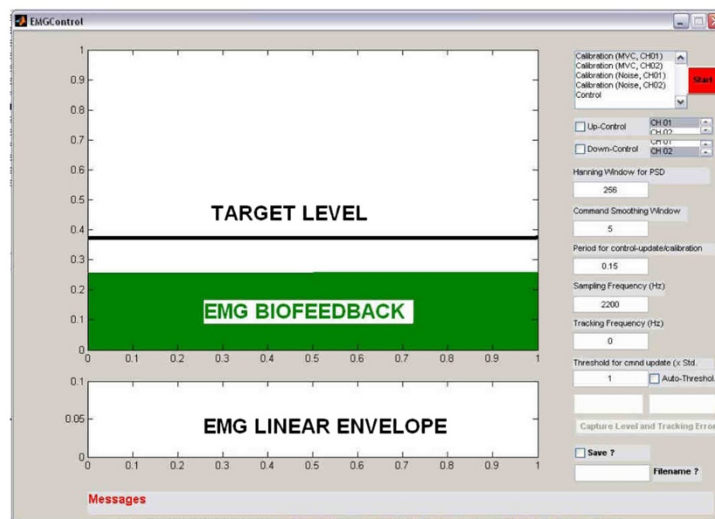 EMGControl
1
0.9
0.8
0.7
0.6
0.5
0.4
0.3
0.2
0.1
0
TARGET LEVEL
EMG BIOFEEDBACK
0 0.1 0.2 0.3 0.4 0.5 0.6 0.7 0.8 0.9 1
0.1
0.05
0
EMG LINEAR ENVELOPE
0 0.1 0.2 0.3 0.4 0.5 0.6 0.7 0.8 0.9 1
Messages
Calibration (MVC, CH01)
Calibration (MVC, CH02)
Calibration (Noise, CH01)
Calibration (Noise, CH02)
Control
Start
Up-Control
CH 01
CH 02
Down-Control
CH 01
CH 02
Hanning Window for PSD
256
Command Smoothing Window
5
Period for control-update/calibration
0.15
Sampling Frequency (Hz)
2200
Tracking Frequency (Hz)
0
Threshold for cmnd update (x Std.
1
Auto-Threshol
Capture Level and Tracking Error
Save ?
Filename ?